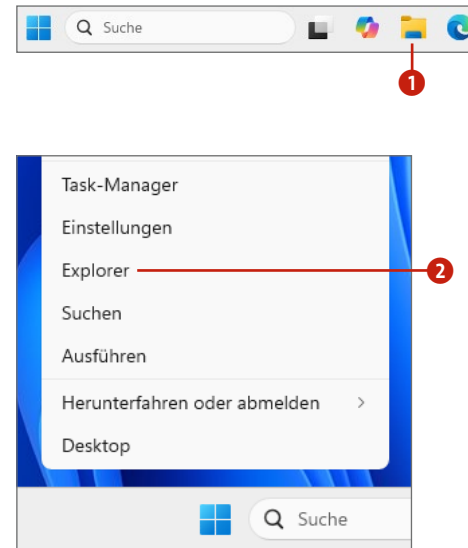 Suche
1
Task-Manager
Einstellungen
Explorer
2
Suchen
Ausführen
Herunterfahren oder abmelden
Desktop
Suche